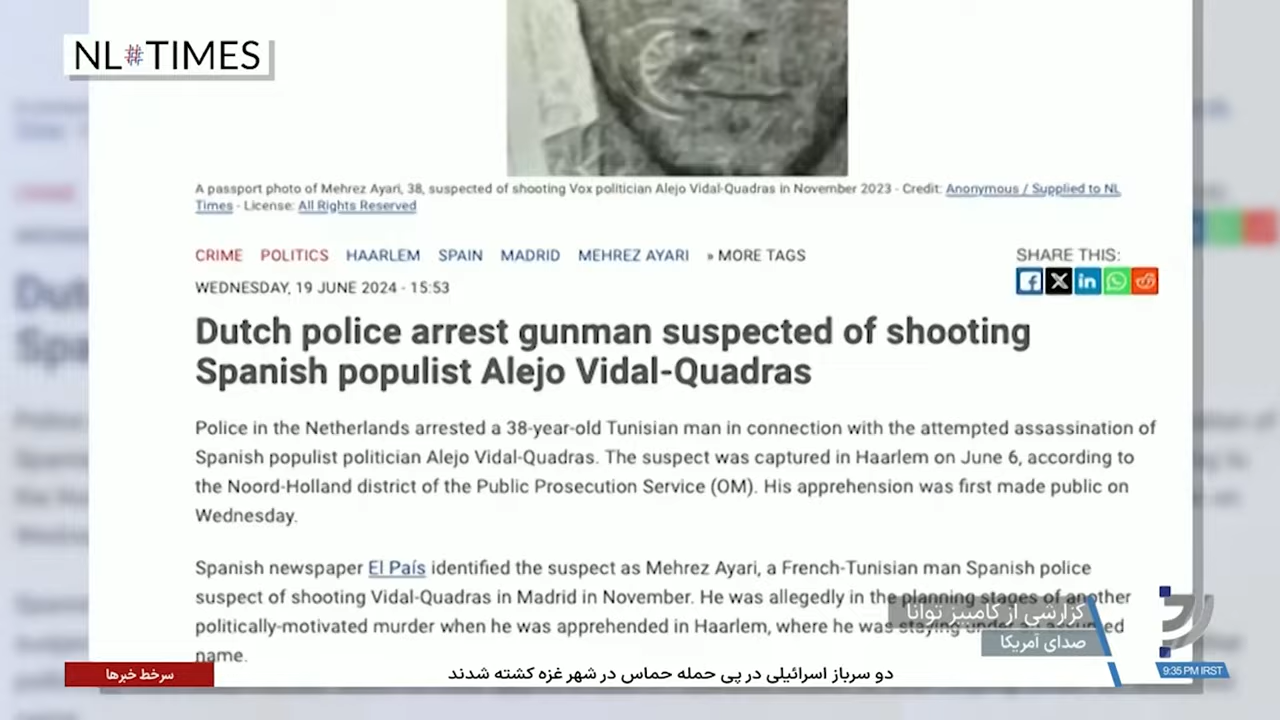 NL#TIMES
A passport photo of Mehrez Ayari, 38, suspected of shooting Vox politician Alejo Vidal-Quadras in November 2023 - Credit: Anonymous / Supplied to NL
Times - License: All Rights Reserved
CRIME POLITICS HAARLEM SPAIN MADRID MEHREZ AYARI » MORE TAGS
SHARE THIS:
WEDNESDAY, 19 JUNE 2024 - 15:53
Dutch police arrest gunman suspected of shooting
Spanish populist Alejo Vidal-Quadras
Police in the Netherlands arrested a 38-year-old Tunisian man in connection with the attempted assassination of
Spanish populist politician Alejo Vidal-Quadras. The suspect was captured in Haarlem on June 6, according to
the Noord-Holland district of the Public Prosecution Service (OM). His apprehension was first made public on
Wednesday.
Spanish newspaper El País identified the suspect as Mehrez Ayari, a French-Tunisian man Spanish police
suspect of shooting Vidal-Quadras in Madrid in November. He was allegedly in the planning stages of another
politically-motivated murder when he was apprehended in Haarlem, where he was staying under
name.
گزارشی از کامبیز توانا
صدای آمریکا
9:35 PM IRST
سرخط خبرها
دو سرباز اسرائیلی در پی حمله حماس در شهر غزه کشته شدند